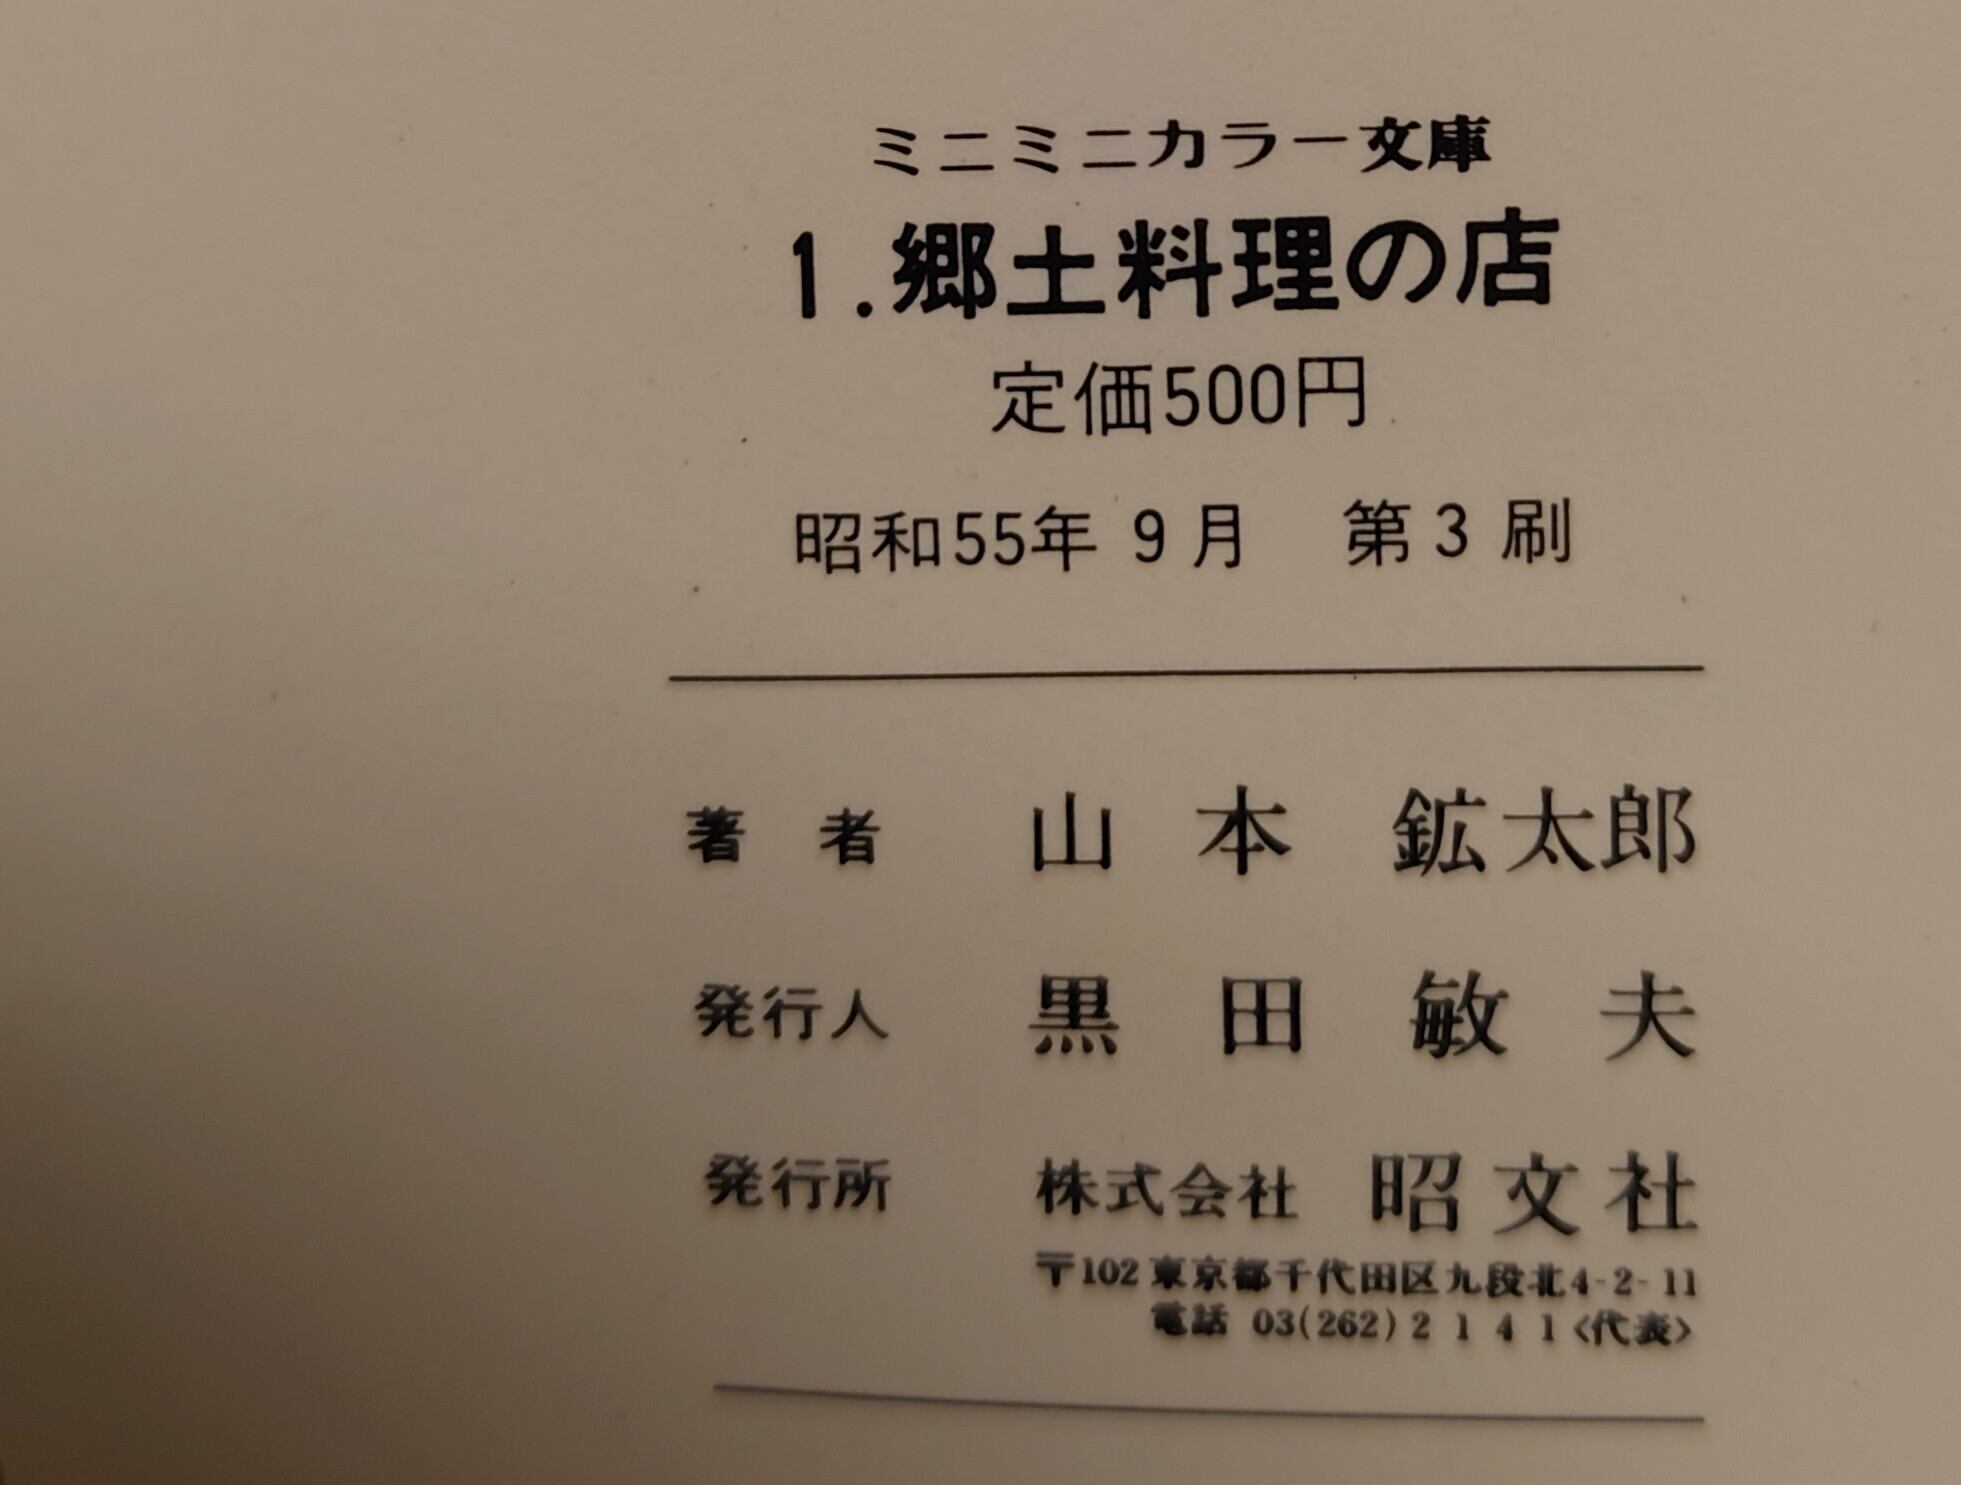 ミニミニカラー文庫
1.郷土料理の店
定価500円
昭和55年 9月 第3刷
著者 山本 鉱太郎
発行人 黒田敏夫
発行所 株式会社 昭文社
〒102 東京都千代田区九段北4-2-11
電話 03(262)2141<代表>